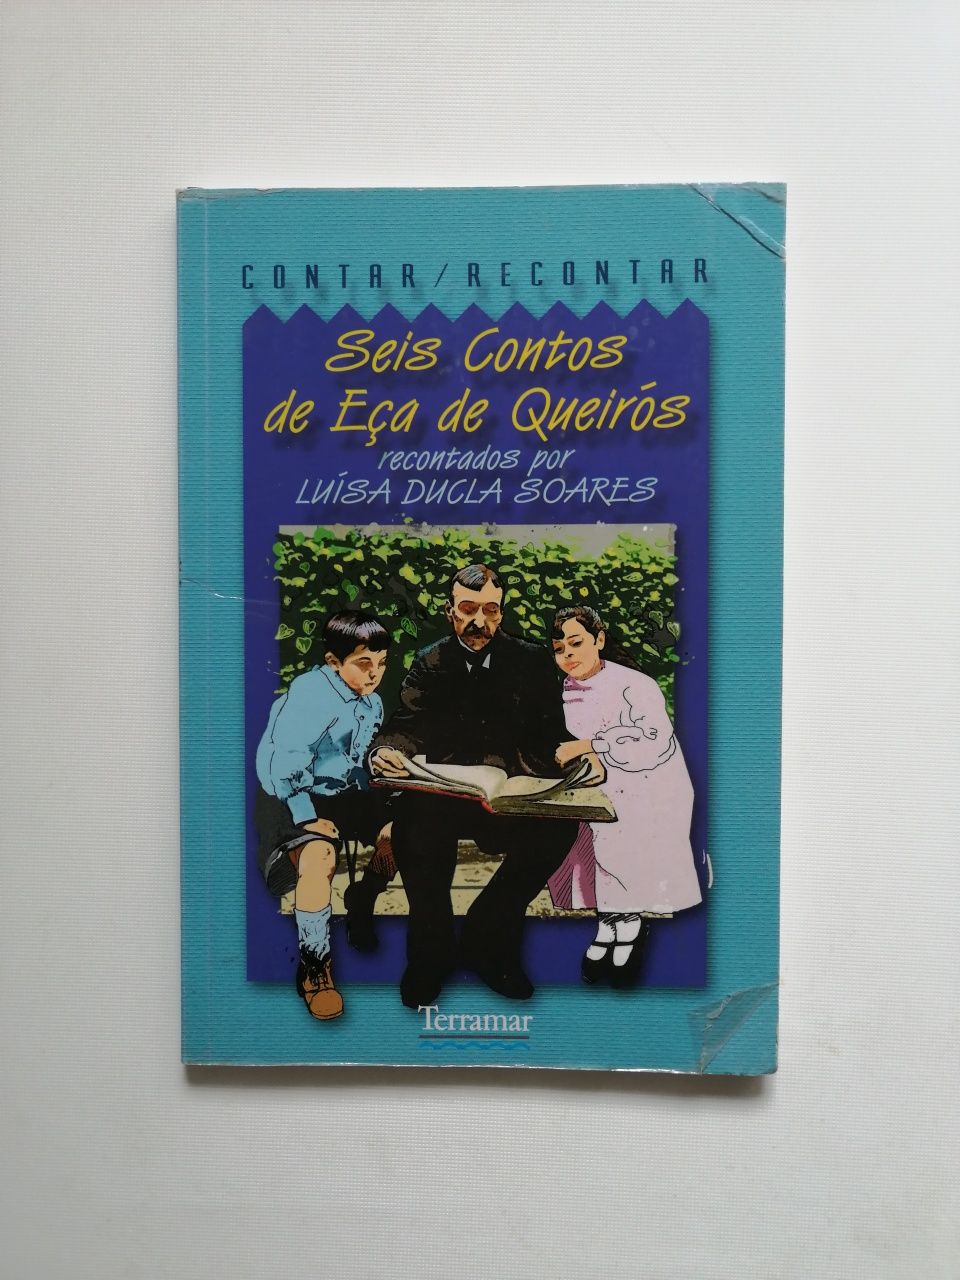 CONTAR/RECONTAR
Seis Contos
de Eça de Queirós
recontados por
LUÍSA DUCLA SOARES
Terramar